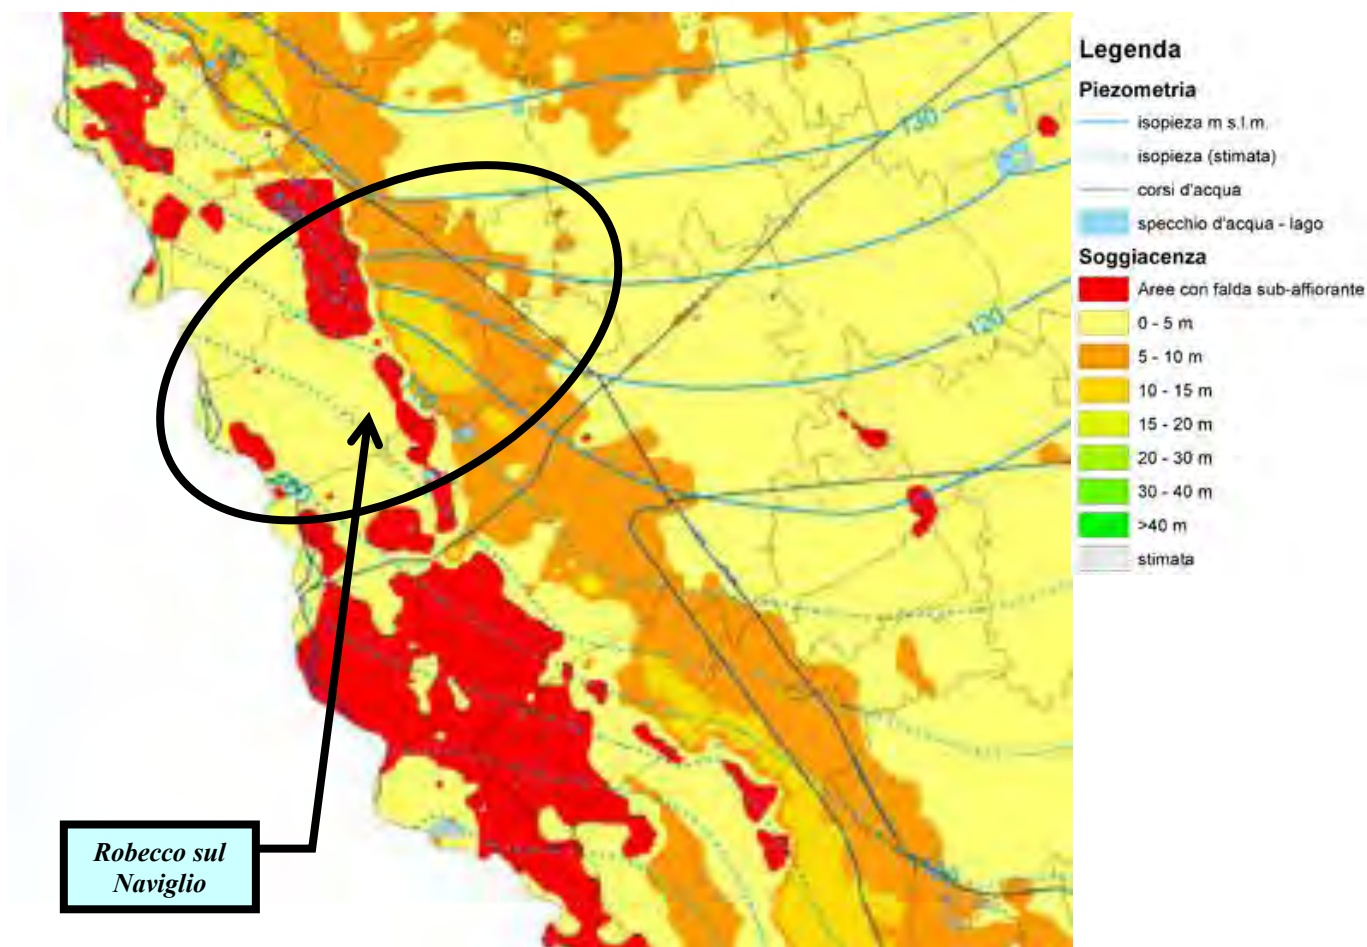 Legenda
Piezometria
isopieza m s.l.m.
isopieza (stimata)
corsi d'acqua
specchio d'acqua - lago
Soggiacenza
Aree con falda sub-affiorante
0 - 5 m
5 - 10 m
10 - 15 m
15 - 20 m
20 - 30 m
30 - 40 m
>40 m
stimata
130
120
Robecco sul
Naviglio